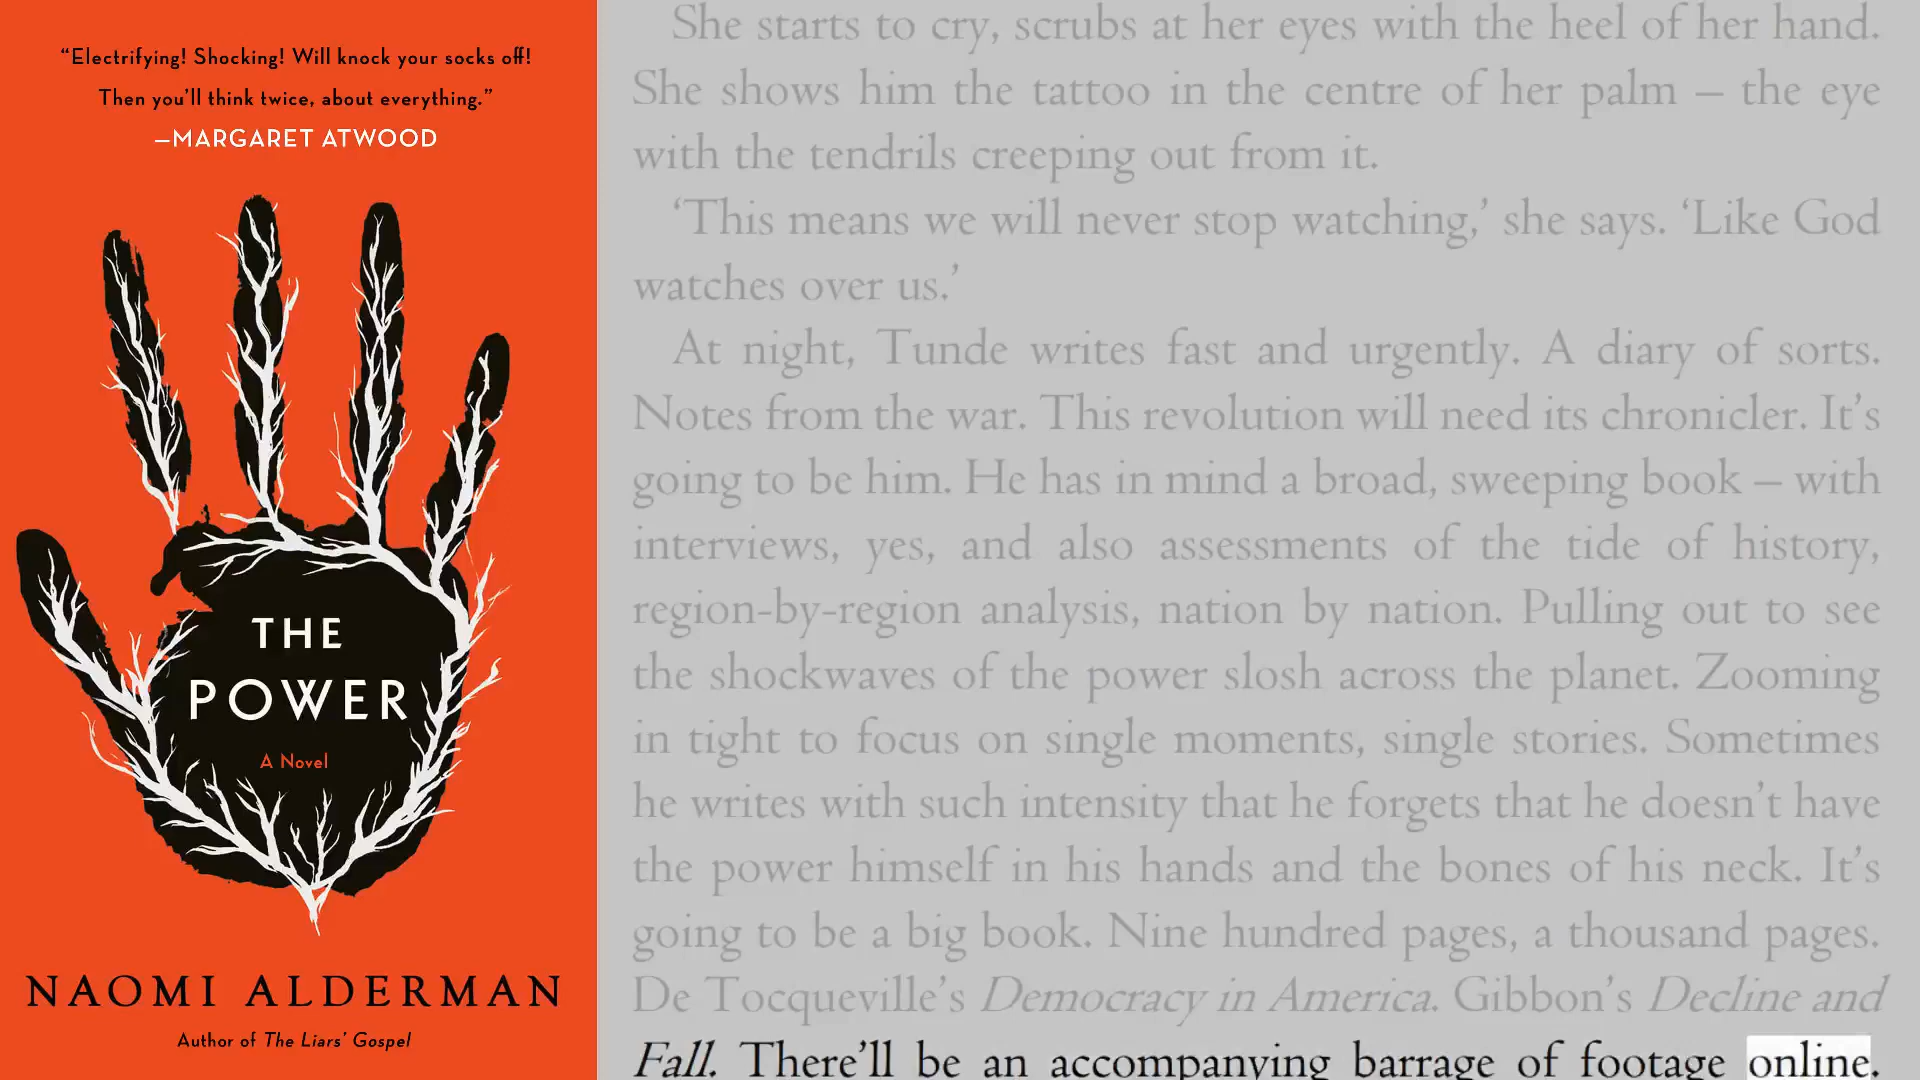 “Electrifying! Shocking! Will knock your socks off!
Then you’ll think twice, about everything.”
—MARGARET ATWOOD
THE
POWER
A Novel
NAOMI ALDERMAN
Author of The Liars’ Gospel
She starts to cry, scrubs at her eyes with the heel of her hand.
She shows him the tattoo in the centre of her palm – the eye
with the tendrils creeping out from it.
‘This means we will never stop watching,’ she says. ‘Like God
watches over us.’
At night, Tunde writes fast and urgently. A diary of sorts.
Notes from the war. This revolution will need its chronicler. It’s
going to be him. He has in mind a broad, sweeping book – with
interviews, yes, and also assessments of the tide of history,
region-by-region analysis, nation by nation. Pulling out to see
the shockwaves of the power slosh across the planet. Zooming
in tight to focus on single moments, single stories. Sometimes
he writes with such intensity that he forgets that he doesn’t have
the power himself in his hands and the bones of his neck. It’s
going to be a big book. Nine hundred pages, a thousand pages.
De Tocqueville’s Democracy in America. Gibbon’s Decline and
Fall. There’ll be an accompanying barrage of footage online.